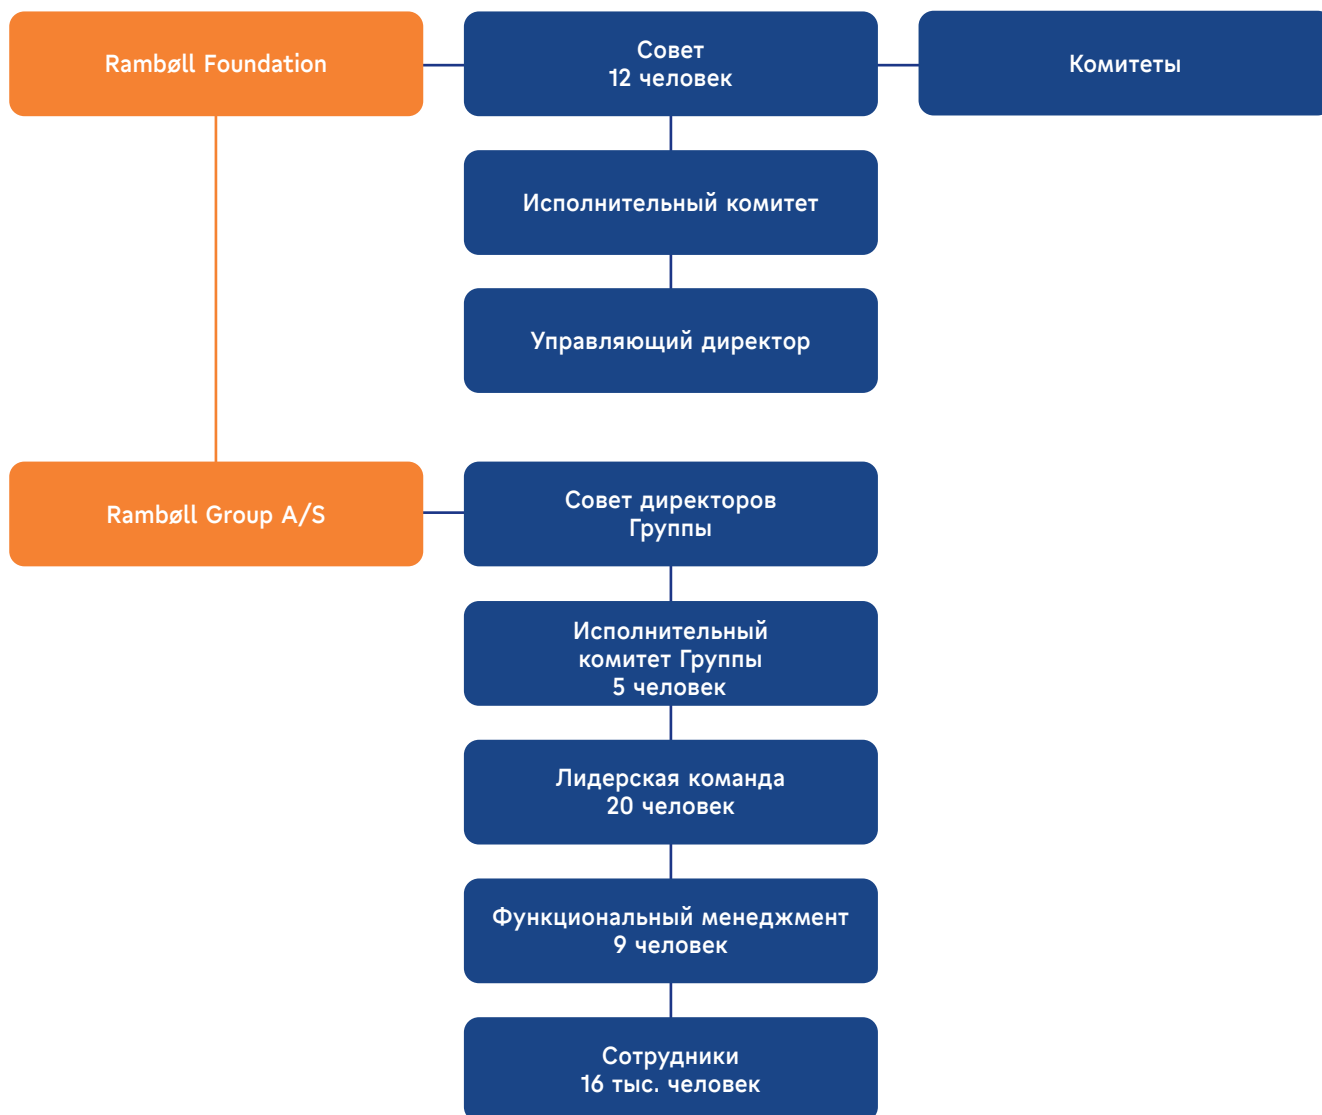 Rambøll Foundation
Совет
12 человек
Комитеты
Исполнительный комитет
Управляющий директор
Rambøll Group A/S
Совет директоров
Группы
Исполнительный
комитет Группы
5 человек
Лидерская команда
20 человек
Функциональный менеджмент
9 человек
Сотрудники
16 тыс. человек